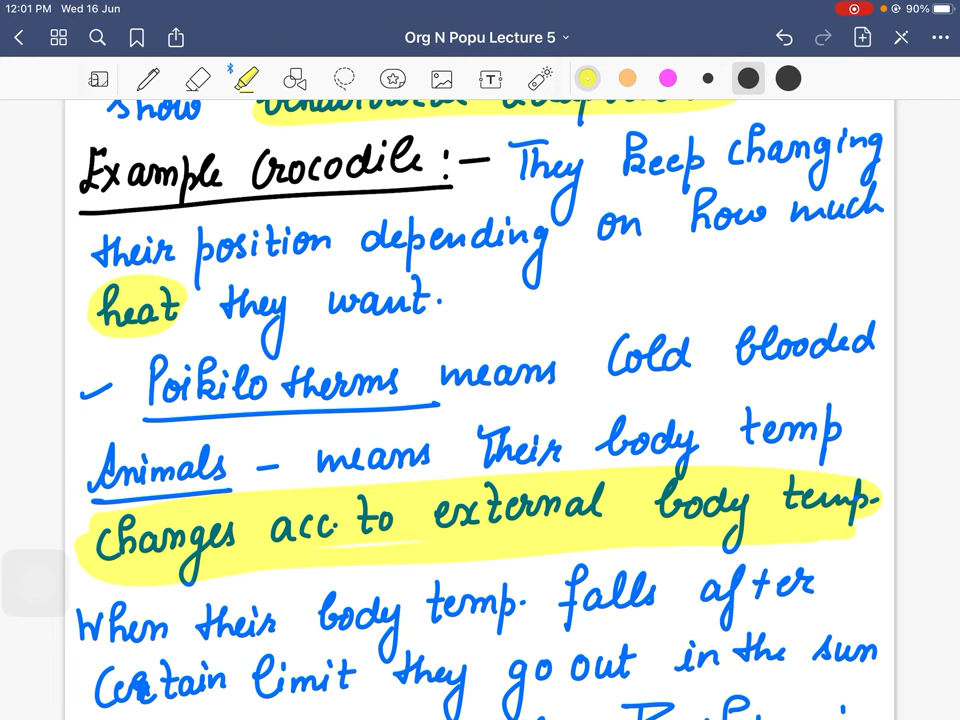 12:01 PM Wed 16 Jun 90%
Org N Popu Lecture 5
show behavioural
Example Crocodile :- They keep changing
their position depending on how much
heat they want.
Poikilotherms means Cold blooded
Animals - means Their body temp
changes acc. to external body temp.
When their body temp. falls after
Certain limit they go out in the sun